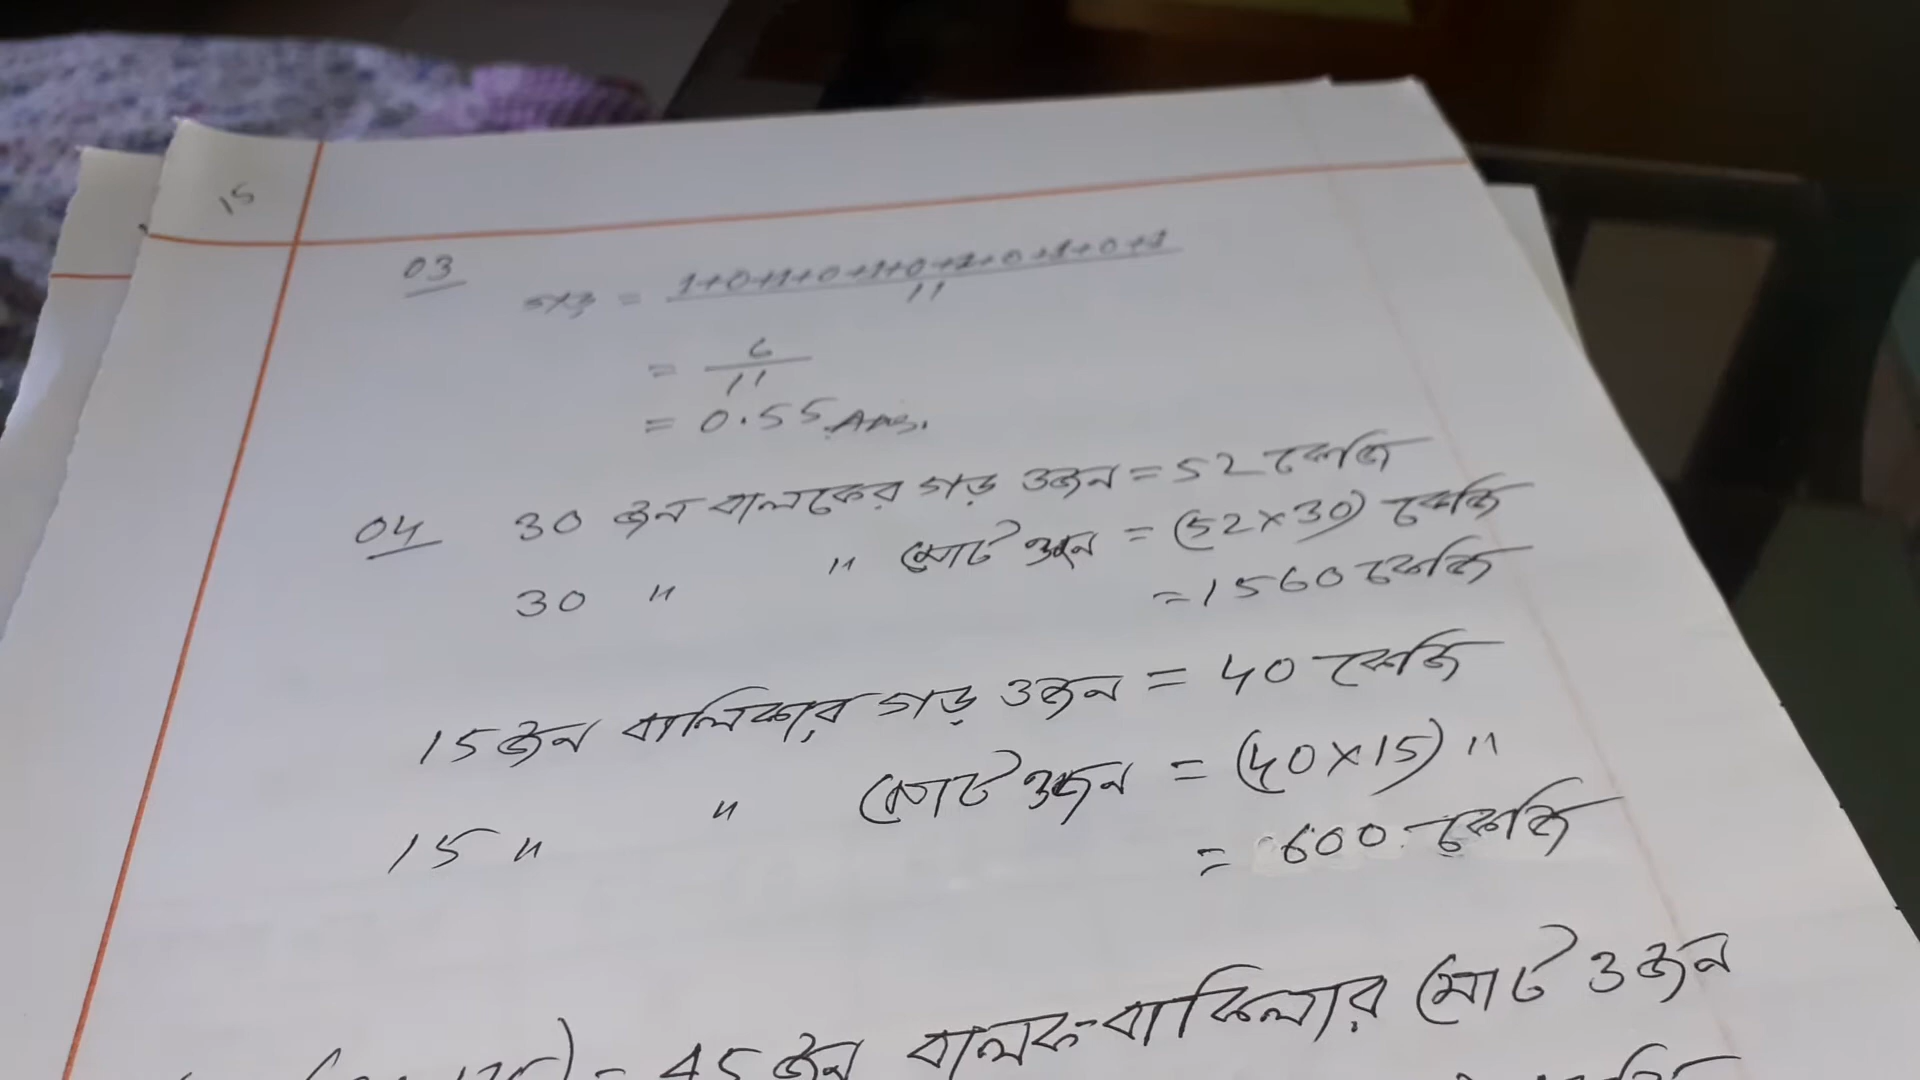 15
03
গড় = 1+0+1+0+1+0+1+0+1+0+1
11
= 6
11
= 0.55 Ans.
04 30 জন বালকের গড় ওজন = 52 কেজি
30 " " মোট ওজন = (52×30) কেজি
= 1560 কেজি
15 জন বালিকার গড় ওজন = 40 কেজি
15 " " মোট ওজন = (40×15) "
= 600 কেজি
= 45 জন বালক-বাকিলার মোট ওজন